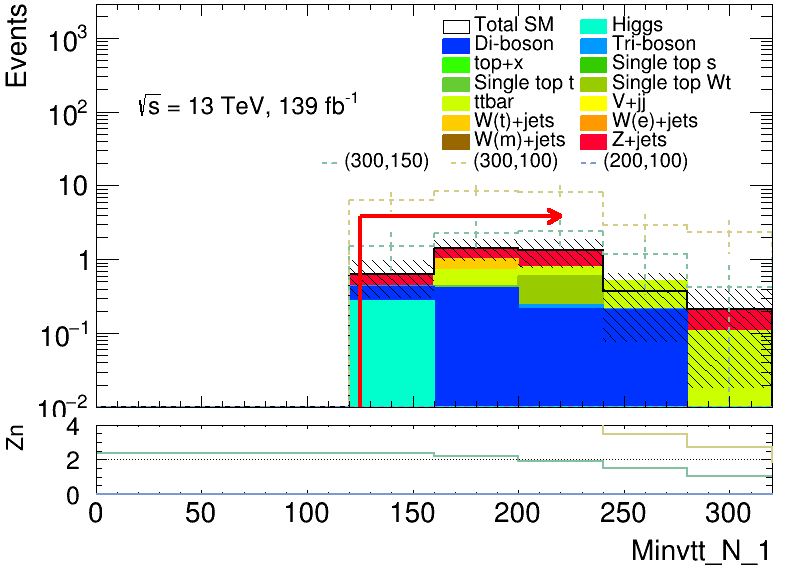 Events
10³
10²
10
1
10⁻¹
10⁻²
√s = 13 TeV, 139 fb⁻¹
Total SM Higgs
Di-boson Tri-boson
top+x Single top s
Single top t Single top Wt
ttbar V+jj
W(t)+jets W(e)+jets
W(m)+jets Z+jets
(300,150) (300,100) (200,100)
Zn
4
2
0
0 50 100 150 200 250 300
Minvtt_N_1